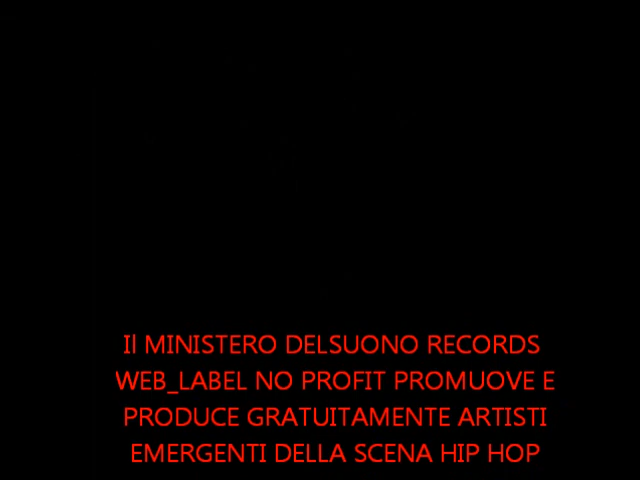 Il MINISTERO DELSUONO RECORDS
WEB_LABEL NO PROFIT PROMUOVE E
PRODUCE GRATUITAMENTE ARTISTI
EMERGENTI DELLA SCENA HIP HOP